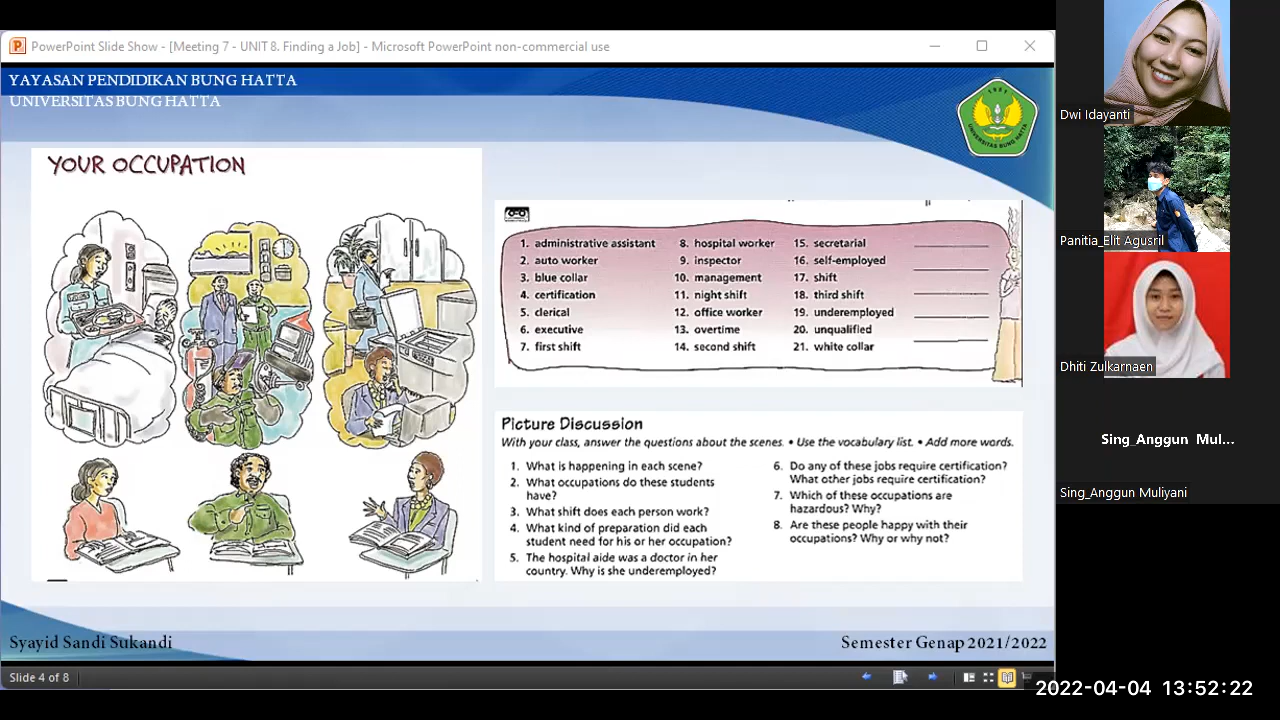 PowerPoint Slide Show - [Meeting 7 - UNIT 8. Finding a Job] - Microsoft PowerPoint non-commercial use
YAYASAN PENDIDIKAN BUNG HATTA
UNIVERSITAS BUNG HATTA
YOUR OCCUPATION
1. administrative assistant
2. auto worker
3. blue collar
4. certification
5. clerical
6. executive
7. first shift
8. hospital worker
9. inspector
10. management
11. night shift
12. office worker
13. overtime
14. second shift
15. secretarial
16. self-employed
17. shift
18. third shift
19. underemployed
20. unqualified
21. white collar
Picture Discussion
With your class, answer the questions about the scenes. • Use the vocabulary list. • Add more words.
1. What is happening in each scene?
2. What occupations do these students
have?
3. What shift does each person work?
4. What kind of preparation did each
student need for his or her occupation?
5. The hospital aide was a doctor in her
country. Why is she underemployed?
6. Do any of these jobs require certification?
What other jobs require certification?
7. Which of these occupations are
hazardous? Why?
8. Are these people happy with their
occupations? Why or why not?
Syayid Sandi Sukandi
Semester Genap 2021/2022
Slide 4 of 8
Dwi Idayanti
Panitia_Elit Agusril
Dhiti Zulkarnaen
Sing_Anggun Mul...
Sing_Anggun Muliyani
2022-04-04 13:52:22